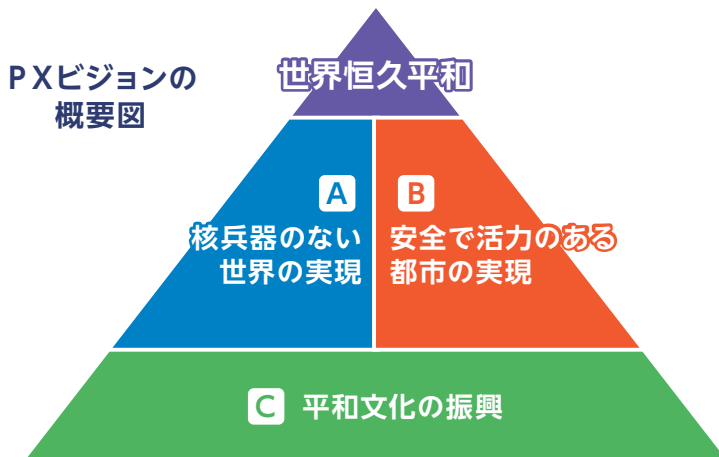 PXビジョンの
概要図
世界恒久平和
A
核兵器のない
世界の実現
B
安全で活力のある
都市の実現
C 平和文化の振興